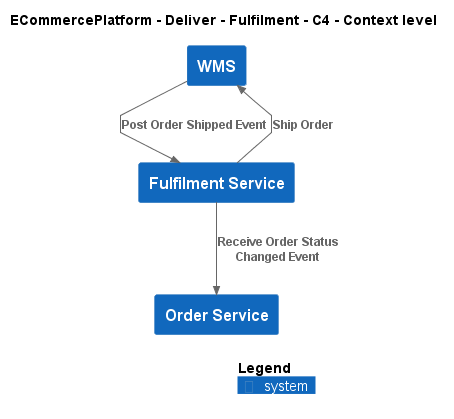 ECommercePlatform - Deliver - Fulfilment - C4 - Context level
WMS
Post Order Shipped Event
Ship Order
Fulfilment Service
Receive Order Status
Changed Event
Order Service
Legend
system